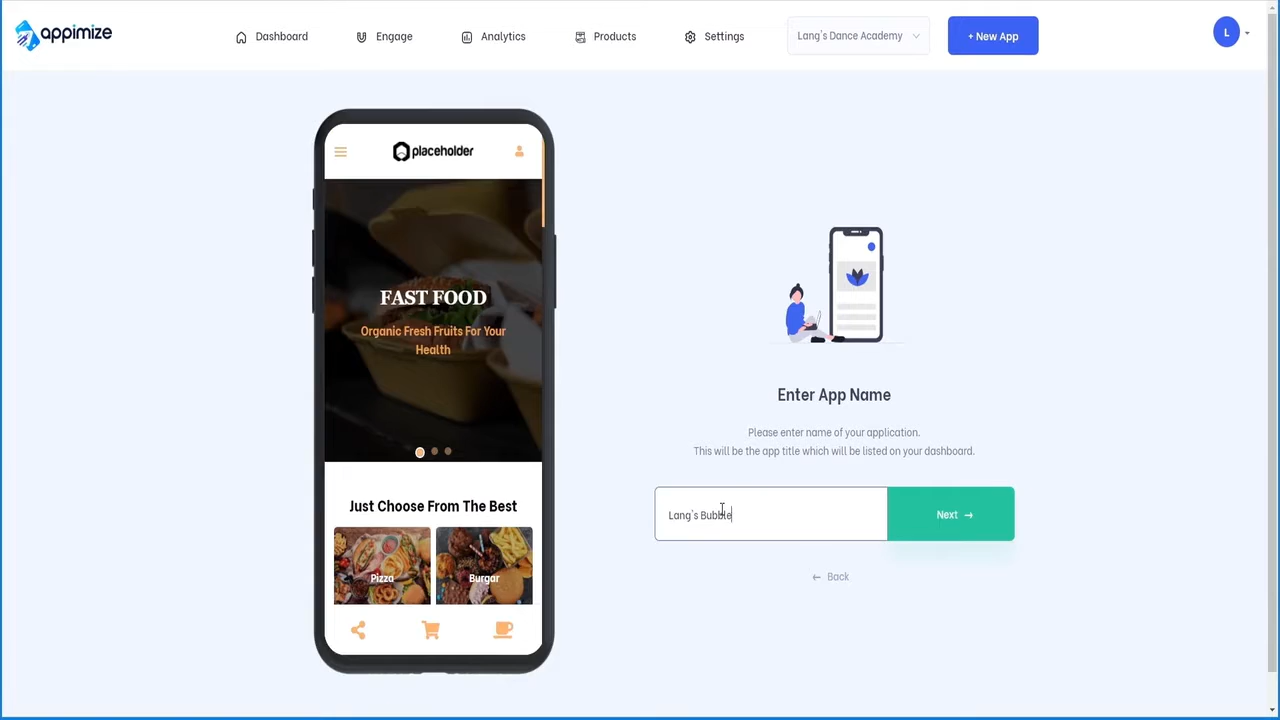 appimize
Dashboard
Engage
Analytics
Products
Settings
Lang's Dance Academy
+ New App
L
placeholder
FAST FOOD
Organic Fresh Fruits For Your
Health
Just Choose From The Best
Pizza
Burgar
Enter App Name
Please enter name of your application.
This will be the app title which will be listed on your dashboard.
Lang's Bubble
Next →
← Back